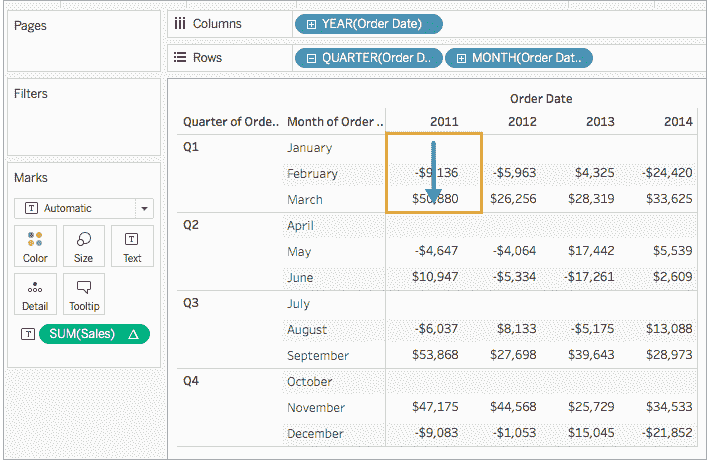 Pages
Columns
YEAR(Order Date)
Rows
QUARTER(Order D..
MONTH(Order Dat..
Filters
Marks
Automatic
Color
Size
Text
Detail
Tooltip
SUM(Sales)
Order Date
Quarter of Orde.. Month of Order .. 2011 2012 2013 2014
Q1 January
February -$9,136 -$5,963 $4,325 -$24,420
March $50,880 $26,256 $28,319 $33,625
Q2 April
May -$4,647 -$4,064 $17,442 $5,539
June $10,947 -$5,334 -$17,261 $2,609
Q3 July
August -$6,037 $8,133 -$5,175 $13,088
September $53,868 $27,698 $39,643 $28,973
Q4 October
November $47,175 $44,568 $25,729 $34,533
December -$9,083 -$1,053 $15,045 -$21,852